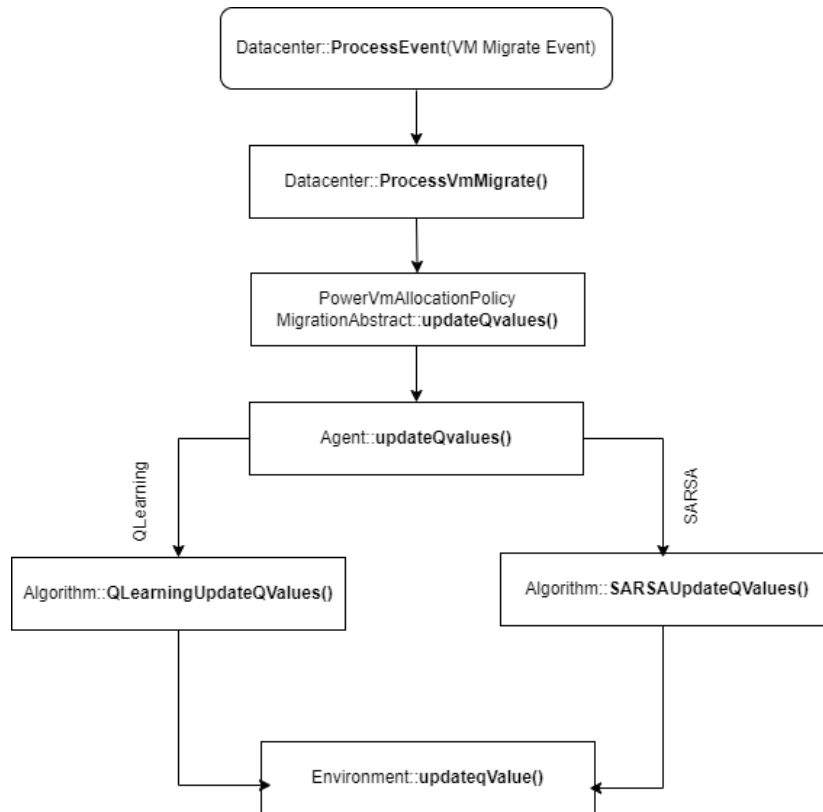 Datacenter::ProcessEvent(VM Migrate Event)
Datacenter::ProcessVmMigrate()
PowerVmAllocationPolicy
MigrationAbstract::updateQvalues()
Agent::updateQvalues()
QLearning
SARSA
Algorithm::QLearningUpdateQValues()
Algorithm::SARSAUpdateQValues()
Environment::updateqValue()